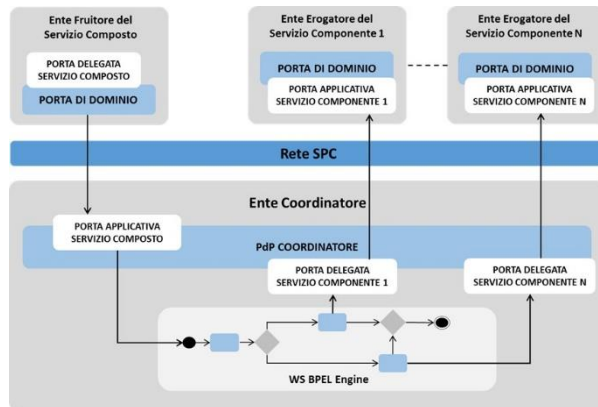 Ente Fruitore del
Servizio Composto
PORTA DELEGATA
SERVIZIO COMPOSTO
PORTA DI DOMINIO
Ente Erogatore del
Servizio Componente 1
PORTA DI DOMINIO
PORTA APPLICATIVA
SERVIZIO COMPONENTE 1
Ente Erogatore del
Servizio Componente N
PORTA DI DOMINIO
PORTA APPLICATIVA
SERVIZIO COMPONENTE N
Rete SPC
Ente Coordinatore
PORTA APPLICATIVA
SERVIZIO COMPOSTO
PdP COORDINATORE
PORTA DELEGATA
SERVIZIO COMPONENTE 1
PORTA DELEGATA
SERVIZIO COMPONENTE N
WS BPEL Engine